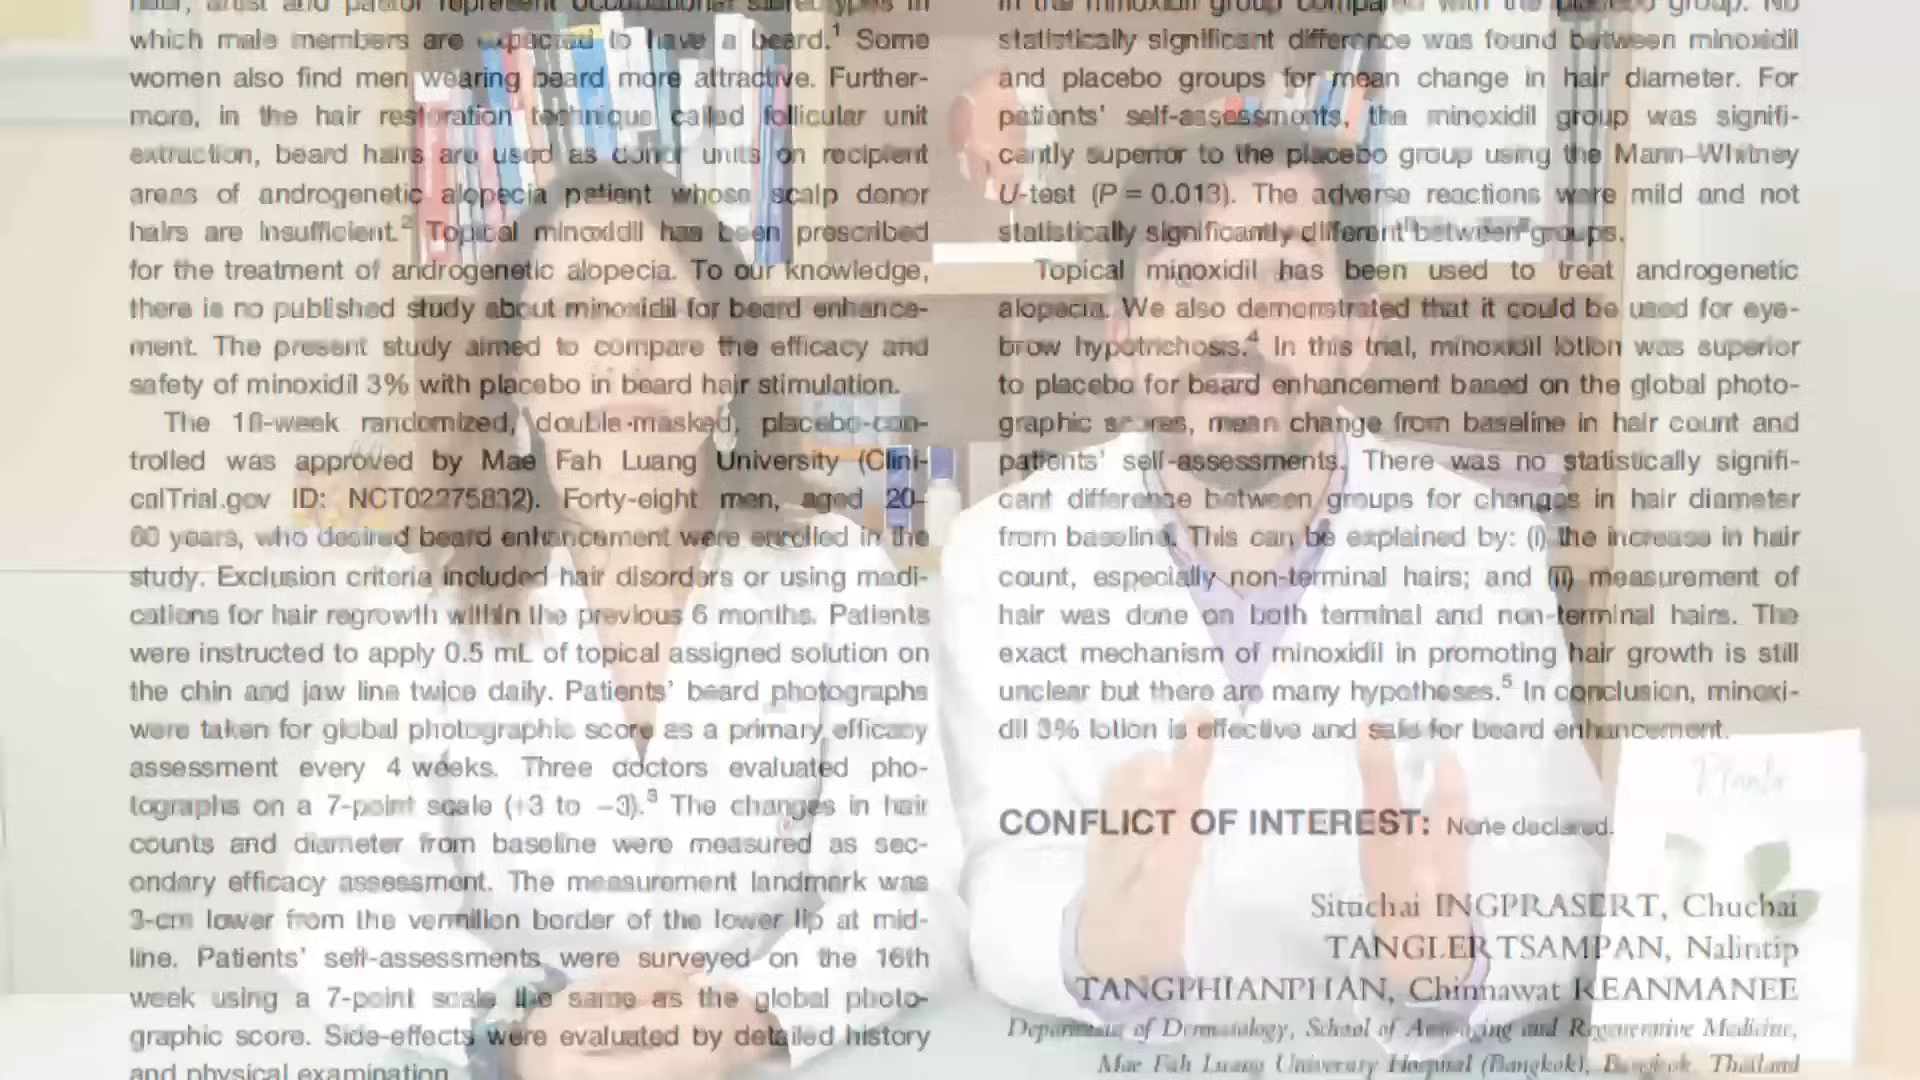 which male members are expected to have a beard.¹ Some
women also find men wearing beard more attractive. Further-
more, in the hair restoration technique called follicular unit
extraction, beard hairs are used as donor units on recipient
areas of androgenetic alopecia patient whose scalp donor
hairs are insufficient.² Topical minoxidil has been prescribed
for the treatment of androgenetic alopecia. To our knowledge,
there is no published study about minoxidil for beard enhance-
ment. The present study aimed to compare the efficacy and
safety of minoxidil 3% with placebo in beard hair stimulation.
The 16-week randomized, double-masked, placebo-con-
trolled was approved by Mae Fah Luang University (Clini-
calTrial.gov ID: NCT02275832). Forty-eight men, aged 20–
60 years, who desired beard enhancement were enrolled in the
study. Exclusion criteria included hair disorders or using medi-
cations for hair regrowth within the previous 6 months. Patients
were instructed to apply 0.5 mL of topical assigned solution on
the chin and jaw line twice daily. Patients' beard photographs
were taken for global photographic score as a primary efficacy
assessment every 4 weeks. Three doctors evaluated pho-
tographs on a 7-point scale (+3 to −3).³ The changes in hair
counts and diameter from baseline were measured as sec-
ondary efficacy assessment. The measurement landmark was
3-cm lower from the vermilion border of the lower lip at mid-
line. Patients' self-assessments were surveyed on the 16th
week using a 7-point scale the same as the global photo-
graphic score. Side-effects were evaluated by detailed history
and physical examination.
in the minoxidil group compared with the placebo group. No
statistically significant difference was found between minoxidil
and placebo groups for mean change in hair diameter. For
patients' self-assessments, the minoxidil group was signifi-
cantly superior to the placebo group using the Mann–Whitney
U-test (P = 0.013). The adverse reactions were mild and not
statistically significantly different between groups.
Topical minoxidil has been used to treat androgenetic
alopecia. We also demonstrated that it could be used for eye-
brow hypotrichosis.⁴ In this trial, minoxidil lotion was superior
to placebo for beard enhancement based on the global photo-
graphic scores, mean change from baseline in hair count and
patients' self-assessments. There was no statistically signifi-
cant difference between groups for changes in hair diameter
from baseline. This can be explained by: (i) the increase in hair
count, especially non-terminal hairs; and (ii) measurement of
hair was done on both terminal and non-terminal hairs. The
exact mechanism of minoxidil in promoting hair growth is still
unclear but there are many hypotheses.⁵ In conclusion, minoxi-
dil 3% lotion is effective and safe for beard enhancement.
CONFLICT OF INTEREST: None declared.
Sittichai INGPRASERT, Chuchai
TANGLERTSAMPAN, Nalintip
TANGPHIANPHAN, Chinnawat KEANMANEE
Department of Dermatology, School of Anti-aging and Regenerative Medicine,
Mae Fah Luang University Hospital (Bangkok), Bangkok, Thailand